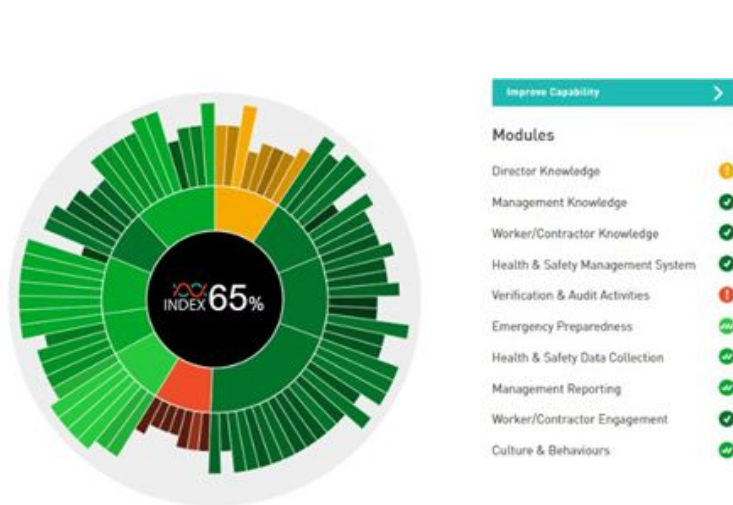 INDEX 65%
Improve Capability
Modules
Director Knowledge
Management Knowledge
Worker/Contractor Knowledge
Health & Safety Management System
Verification & Audit Activities
Emergency Preparedness
Health & Safety Data Collection
Management Reporting
Worker/Contractor Engagement
Culture & Behaviours